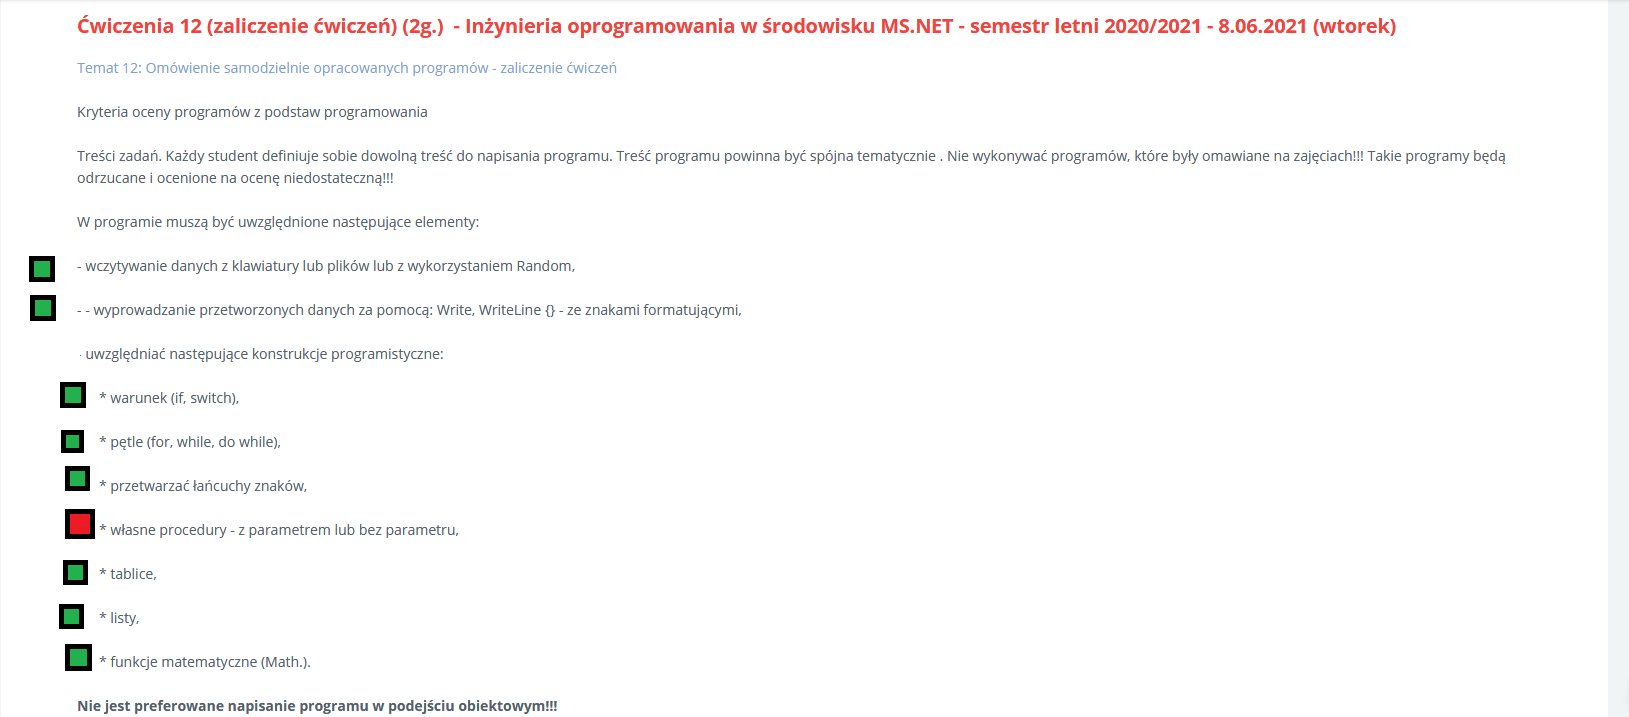 Ćwiczenia 12 (zaliczenie ćwiczeń) (2g.)  - Inżynieria oprogramowania w środowisku MS.NET - semestr letni 2020/2021 - 8.06.2021 (wtorek)
Temat 12: Omówienie samodzielnie opracowanych programów - zaliczenie ćwiczeń
Kryteria oceny programów z podstaw programowania
Treści zadań. Każdy student definiuje sobie dowolną treść do napisania programu. Treść programu powinna być spójna tematycznie . Nie wykonywać programów, które były omawiane na zajęciach!!! Takie programy będą
odrzucane i ocenione na ocenę niedostateczną!!!
W programie muszą być uwzględnione następujące elementy:
- wczytywanie danych z klawiatury lub plików lub z wykorzystaniem Random,
- - wyprowadzanie przetworzonych danych za pomocą: Write, WriteLine {} - ze znakami formatującymi,
· uwzględniać następujące konstrukcje programistyczne:
* warunek (if, switch),
* pętle (for, while, do while),
* przetwarzać łańcuchy znaków,
* własne procedury - z parametrem lub bez parametru,
* tablice,
* listy,
* funkcje matematyczne (Math.).
Nie jest preferowane napisanie programu w podejściu obiektowym!!!